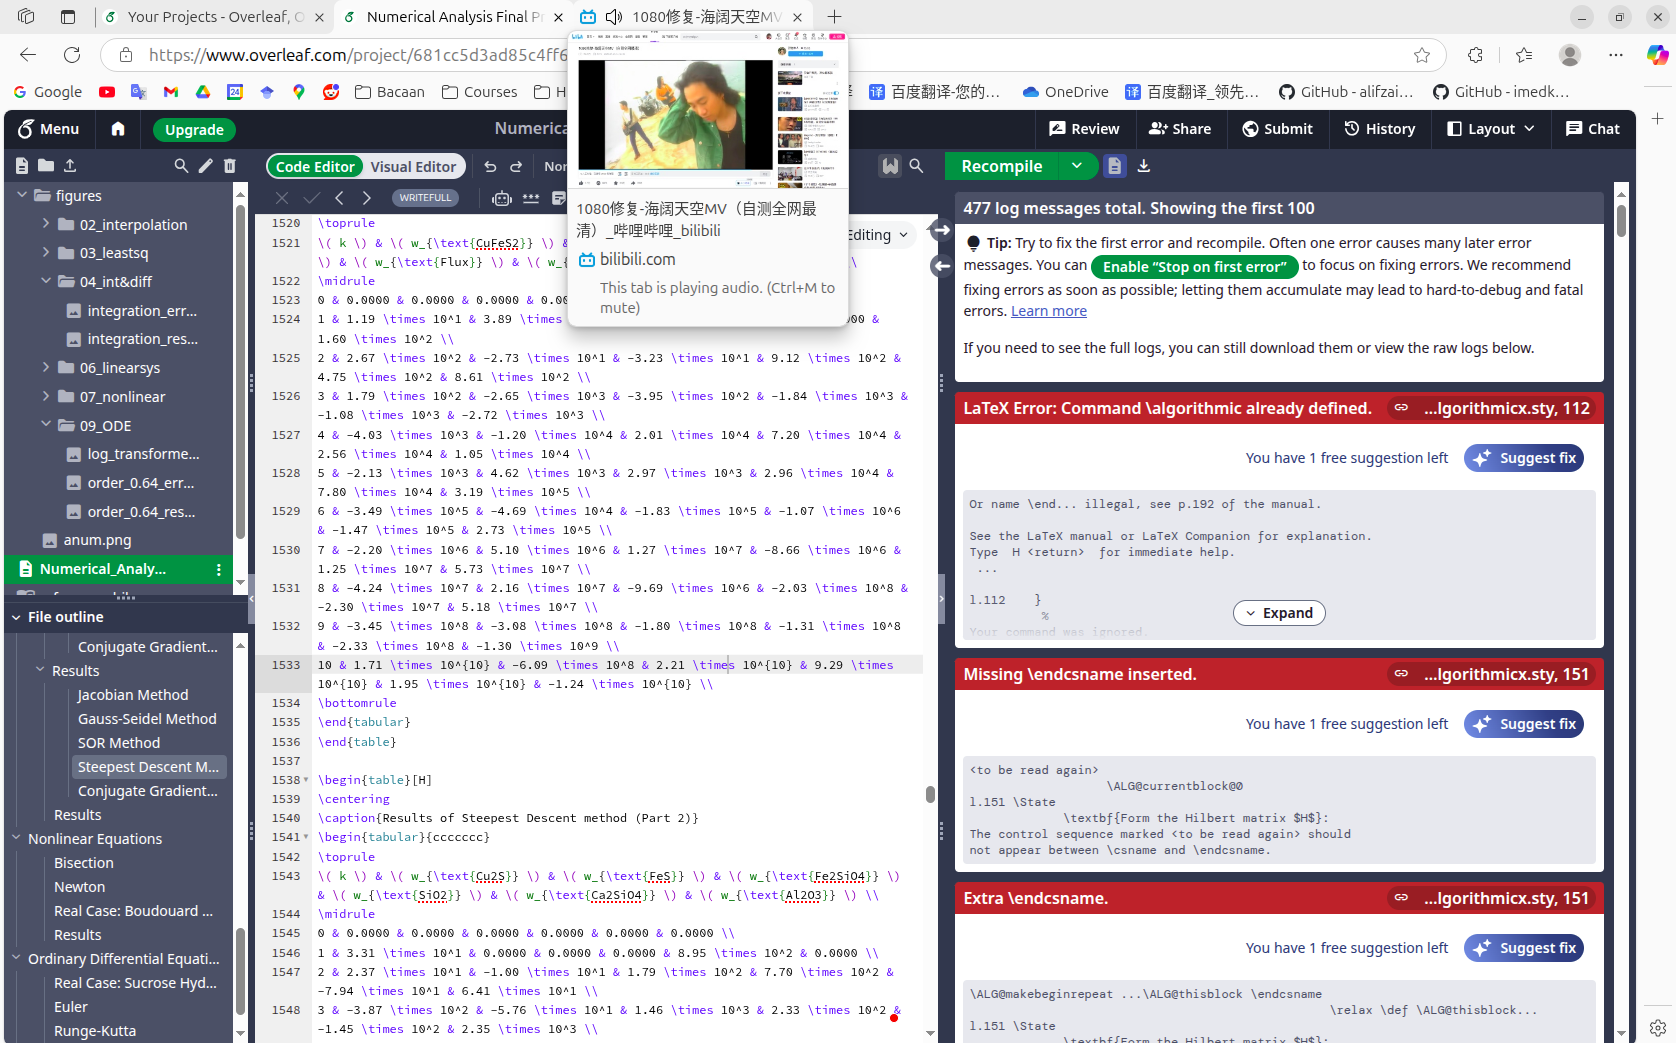 Your Projects - Overleaf, O
Numerical Analysis Final Pr
1080修复-海阔天空MV
https://www.overleaf.com/project/681cc5d3ad85c4ff6
Google
Bacaan
Courses
H
百度翻译-您的...
OneDrive
百度翻译_领先...
GitHub - alifzai...
GitHub - imedk...
Menu
Upgrade
Numerica
Review
Share
Submit
History
Layout
Chat
Code Editor
Visual Editor
Nor
Recompile
WRITEFULL
Editing
1080修复-海阔天空MV（自测全网最
清）_哔哩哔哩_bilibili
bilibili.com
This tab is playing audio. (Ctrl+M to
mute)
figures
02_interpolation
03_leastsq
04_int&diff
integration_err...
integration_res...
06_linearsys
07_nonlinear
09_ODE
log_transforme...
order_0.64_err...
order_0.64_res...
anum.png
Numerical_Analy...
File outline
Conjugate Gradient...
Results
Jacobian Method
Gauss-Seidel Method
SOR Method
Steepest Descent M...
Conjugate Gradient...
Results
Nonlinear Equations
Bisection
Newton
Real Case: Boudouard ...
Results
Ordinary Differential Equati...
Real Case: Sucrose Hyd...
Euler
Runge-Kutta
1520 \toprule
1521 \( k \) & \( w_{\text{CuFeS2}} \) &
\) & \( w_{\text{Flux}} \) & \( w_ \\
1522 \midrule
1523 0 & 0.0000 & 0.0000 & 0.0000 & 0.00
1524 1 & 1.19 \times 10^1 & 3.89 \times 000 &
1.60 \times 10^2 \\
1525 2 & 2.67 \times 10^2 & -2.73 \times 10^1 & -3.23 \times 10^1 & 9.12 \times 10^2 &
4.75 \times 10^2 & 8.61 \times 10^2 \\
1526 3 & 1.79 \times 10^2 & -2.65 \times 10^3 & -3.95 \times 10^2 & -1.84 \times 10^3 &
-1.08 \times 10^3 & -2.72 \times 10^3 \\
1527 4 & -4.03 \times 10^3 & -1.20 \times 10^4 & 2.01 \times 10^4 & 7.20 \times 10^4 &
2.56 \times 10^4 & 1.05 \times 10^4 \\
1528 5 & -2.13 \times 10^3 & 4.62 \times 10^3 & 2.97 \times 10^3 & 2.96 \times 10^4 &
7.80 \times 10^4 & 3.19 \times 10^5 \\
1529 6 & -3.49 \times 10^5 & -4.69 \times 10^4 & -1.83 \times 10^5 & -1.07 \times 10^6
& -1.47 \times 10^5 & 2.73 \times 10^5 \\
1530 7 & -2.20 \times 10^6 & 5.10 \times 10^6 & 1.27 \times 10^7 & -8.66 \times 10^6 &
1.25 \times 10^7 & 5.73 \times 10^7 \\
1531 8 & -4.24 \times 10^7 & 2.16 \times 10^7 & -9.69 \times 10^6 & -2.03 \times 10^8 &
-2.30 \times 10^7 & 5.18 \times 10^7 \\
1532 9 & -3.45 \times 10^8 & -3.08 \times 10^8 & -1.80 \times 10^8 & -1.31 \times 10^8
& -2.33 \times 10^8 & -1.30 \times 10^9 \\
1533 10 & 1.71 \times 10^{10} & -6.09 \times 10^8 & 2.21 \times 10^{10} & 9.29 \times
10^{10} & 1.95 \times 10^{10} & -1.24 \times 10^{10} \\
1534 \bottomrule
1535 \end{tabular}
1536 \end{table}
1537
1538 \begin{table}[H]
1539 \centering
1540 \caption{Results of Steepest Descent method (Part 2)}
1541 \begin{tabular}{ccccccc}
1542 \toprule
1543 \( k \) & \( w_{\text{Cu2S}} \) & \( w_{\text{FeS}} \) & \( w_{\text{Fe2SiO4}} \)
& \( w_{\text{SiO2}} \) & \( w_{\text{Ca2SiO4}} \) & \( w_{\text{Al2O3}} \) \\
1544 \midrule
1545 0 & 0.0000 & 0.0000 & 0.0000 & 0.0000 & 0.0000 & 0.0000 \\
1546 1 & 3.31 \times 10^1 & 0.0000 & 0.0000 & 0.0000 & 8.95 \times 10^2 & 0.0000 \\
1547 2 & 2.37 \times 10^1 & -1.00 \times 10^1 & 1.79 \times 10^2 & 7.70 \times 10^2 &
-7.94 \times 10^1 & 6.41 \times 10^1 \\
1548 3 & -3.87 \times 10^2 & -5.76 \times 10^1 & 1.46 \times 10^3 & 2.33 \times 10^2 &
-1.45 \times 10^2 & 2.35 \times 10^3 \\
477 log messages total. Showing the first 100
Tip: Try to fix the first error and recompile. Often one error causes many later error
messages. You can Enable “Stop on first error” to focus on fixing errors. We recommend
fixing errors as soon as possible; letting them accumulate may lead to hard-to-debug and fatal
errors. Learn more
If you need to see the full logs, you can still download them or view the raw logs below.
LaTeX Error: Command \algorithmic already defined. ...lgorithmicx.sty, 112
You have 1 free suggestion left Suggest fix
Or name \end... illegal, see p.192 of the manual.
See the LaTeX manual or LaTeX Companion for explanation.
Type H <return> for immediate help.
...
l.112 }
%
Your command was ignored.
Expand
Missing \endcsname inserted. ...lgorithmicx.sty, 151
You have 1 free suggestion left Suggest fix
<to be read again>
\ALG@currentblock@0
l.151 \State
\textbf{Form the Hilbert matrix $H$}:
The control sequence marked <to be read again> should
not appear between \csname and \endcsname.
Extra \endcsname. ...lgorithmicx.sty, 151
You have 1 free suggestion left Suggest fix
\ALG@makebeginrepeat ...\ALG@thisblock \endcsname
\relax \def \ALG@thisblock...
l.151 \State
\textbf{Form the Hilbert matrix $H$}: